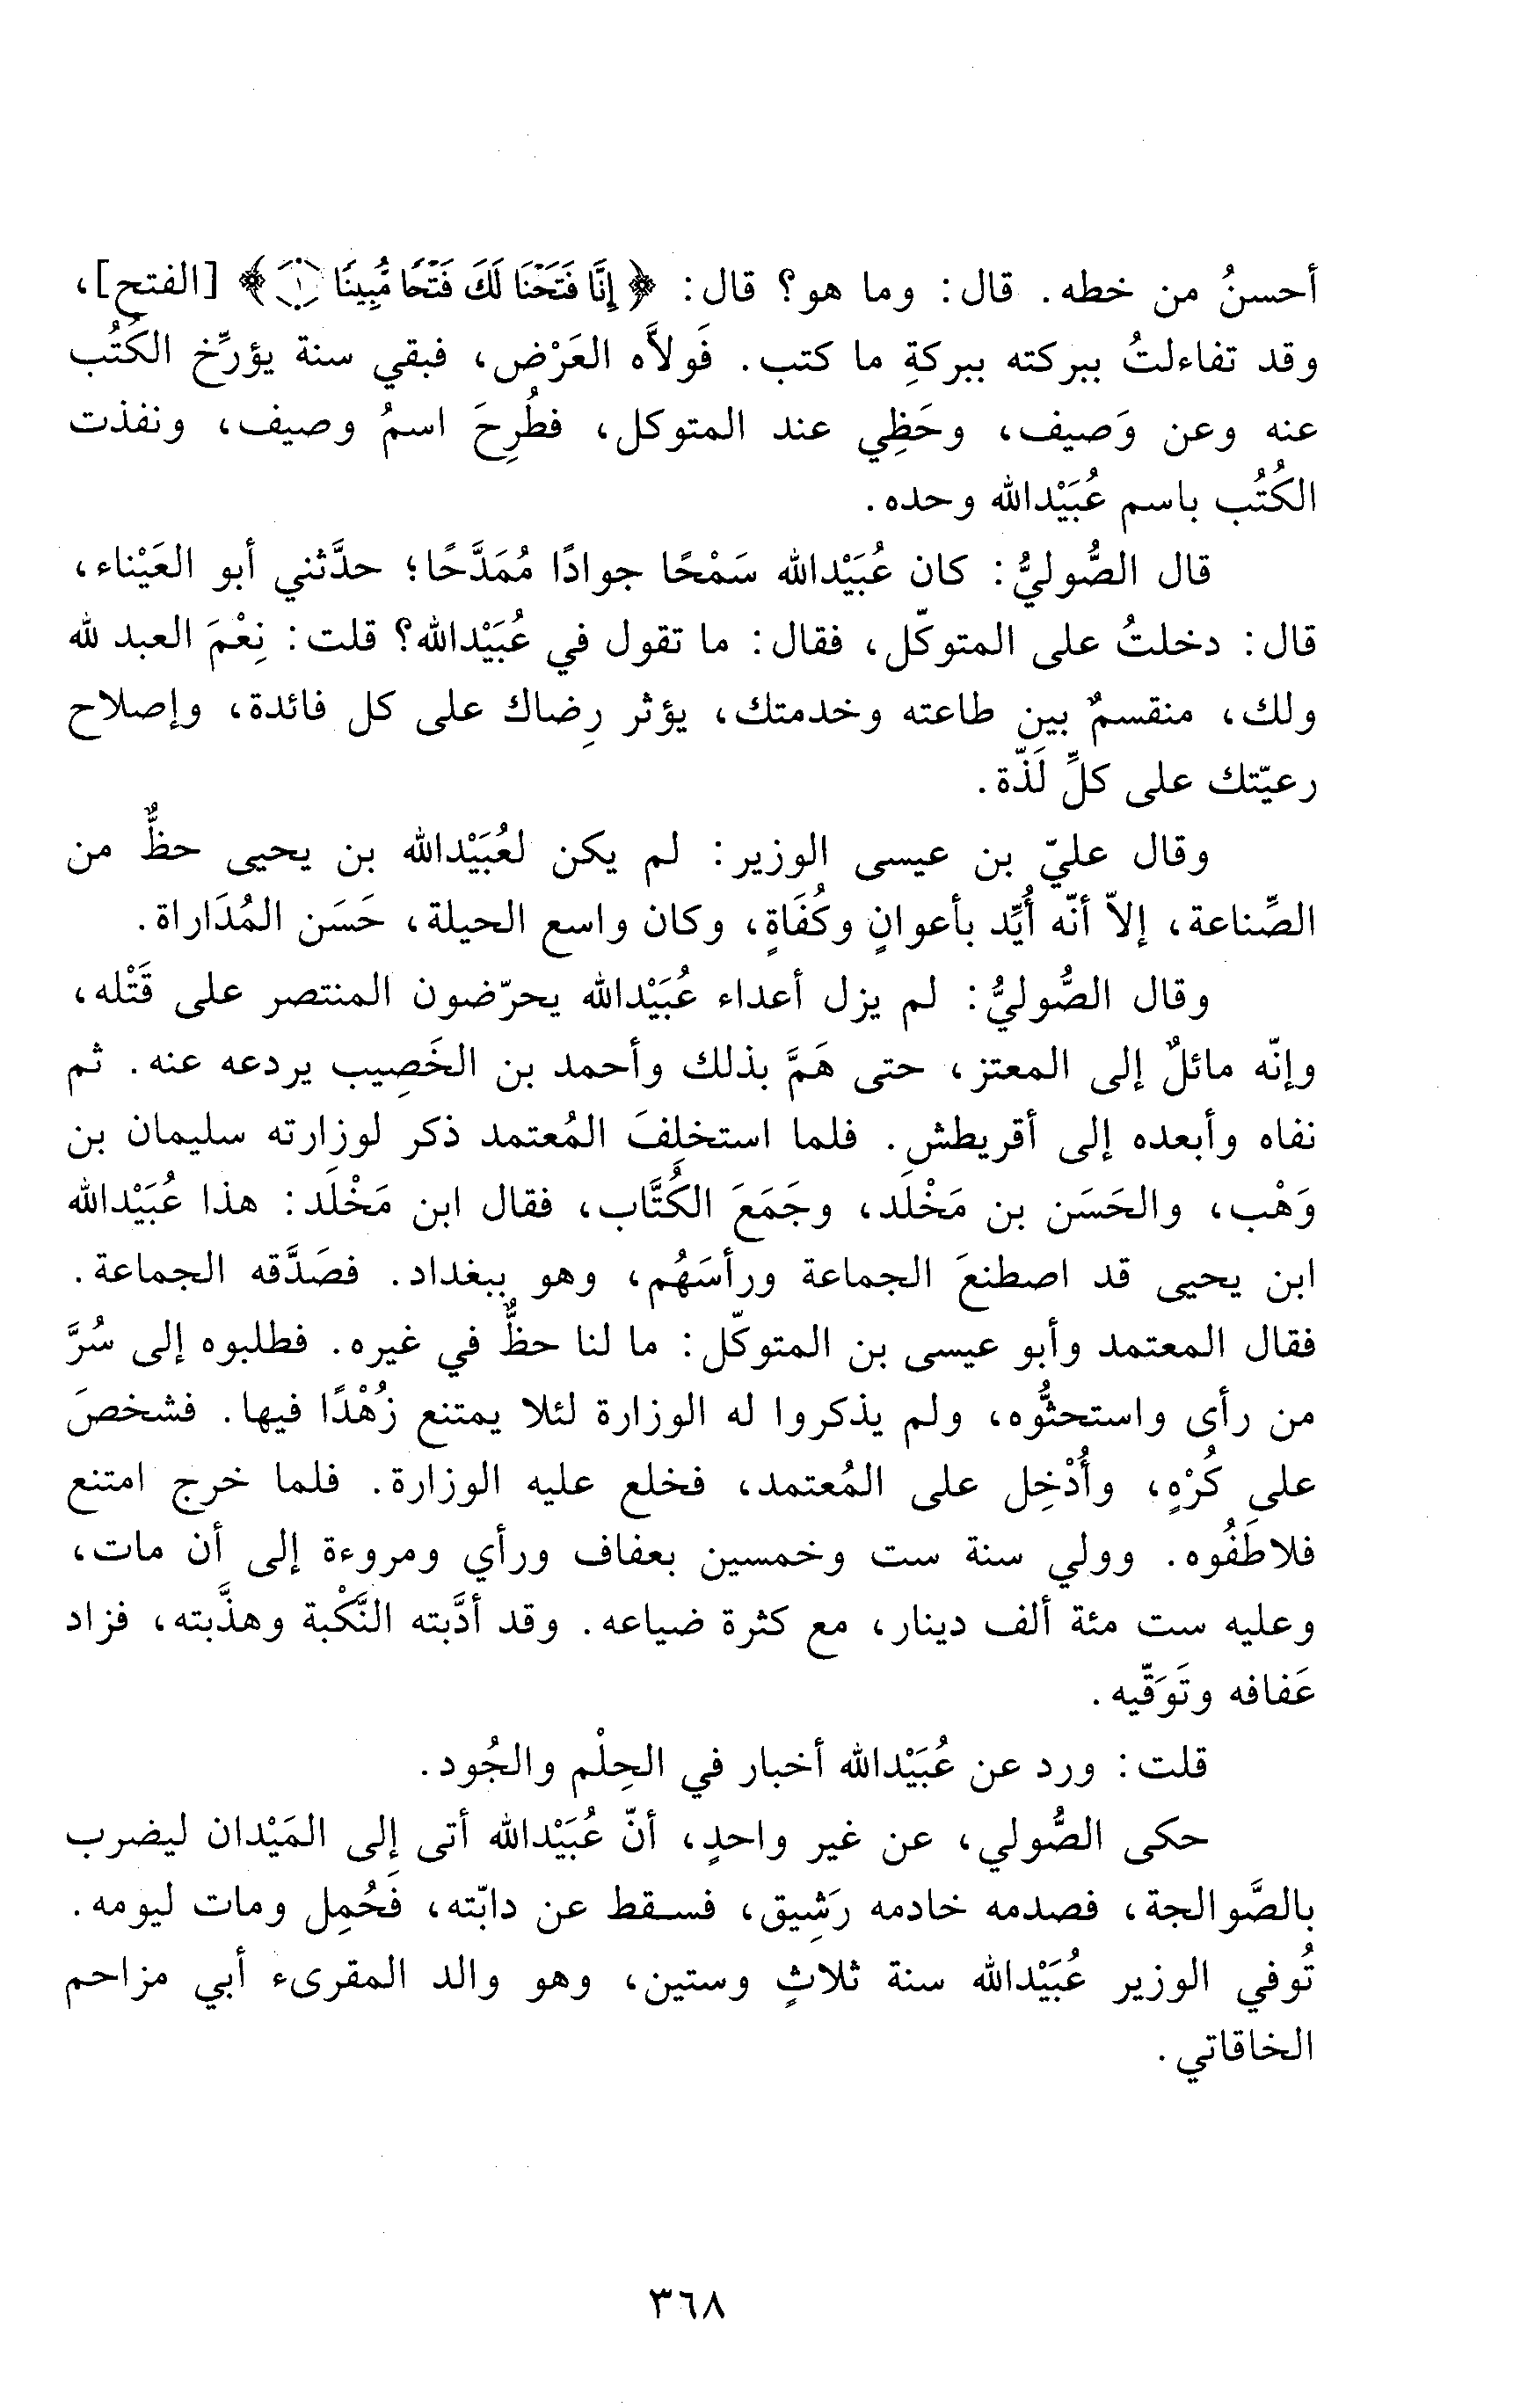 أحسنُ من خطه. قال: وما هو؟ قال: ﴿إِنَّا فَتَحْنَا لَكَ فَتْحًا مُّبِينًا ۝١﴾ [الفتح]،
وقد تفاءلتُ ببركته ببركةِ ما كتب. فَولاَّه العَرْض، فبقي سنة يؤرِّخ الكُتُب
عنه وعن وَصيف، وحَظِي عند المتوكل، فطُرِحَ اسمُ وصيف، ونفذت
الكُتُب باسم عُبَيْدالله وحده.
قال الصُّوليُّ: كان عُبَيْدالله سَمْحًا جوادًا مُمَدَّحًا؛ حدَّثني أبو العَيْناء،
قال: دخلتُ على المتوكّل، فقال: ما تقول في عُبَيْدالله؟ قلت: نِعْمَ العبد لله
ولك، منقسمٌ بين طاعته وخدمتك، يؤثر رِضاك على كل فائدة، وإصلاح
رعيّتك على كلِّ لَذّة.
وقال عليّ بن عيسى الوزير: لم يكن لعُبَيْدالله بن يحيى حظٌّ من
الصِّناعة، إلاّ أنّه أُيِّد بأعوانٍ وكُفَاةٍ، وكان واسع الحيلة، حَسَن المُدَاراة.
وقال الصُّوليُّ: لم يزل أعداء عُبَيْدالله يحرّضون المنتصر على قَتْله،
وإنّه مائلٌ إلى المعتز، حتى هَمَّ بذلك وأحمد بن الخَصِيب يردعه عنه. ثم
نفاه وأبعده إلى أقريطش. فلما استخلِفَ المُعتمد ذكر لوزارته سليمان بن
وَهْب، والحَسَن بن مَخْلَد، وجَمَعَ الكُتَّاب، فقال ابن مَخْلَد: هذا عُبَيْدالله
ابن يحيى قد اصطنعَ الجماعة ورأسَهُم، وهو ببغداد. فصَدَّقه الجماعة.
فقال المعتمد وأبو عيسى بن المتوكّل: ما لنا حظٌّ في غيره. فطلبوه إلى سُرَّ
من رأى واستحثُّوه، ولم يذكروا له الوزارة لئلا يمتنع زُهْدًا فيها. فشخصَ
على كُرْهٍ، وأُدْخِل على المُعتمد، فخلع عليه الوزارة. فلما خرج امتنع
فلاطَفُوه. وولي سنة ست وخمسين بعفاف ورأي ومروءة إلى أن مات،
وعليه ست مئة ألف دينار، مع كثرة ضياعه. وقد أدَّبته النَّكْبة وهذَّبته، فزاد
عَفافه وتَوَقّيه.
قلت: ورد عن عُبَيْدالله أخبار في الحِلْم والجُود.
حكى الصُّولي، عن غير واحدٍ، أنّ عُبَيْدالله أتى إلى المَيْدان ليضرب
بالصَّوالجة، فصدمه خادمه رَشِيق، فسقط عن دابّته، فَحُمِل ومات ليومه.
تُوفي الوزير عُبَيْدالله سنة ثلاثٍ وستين، وهو والد المقرىء أبي مزاحم
الخاقاتي.
٣٦٨